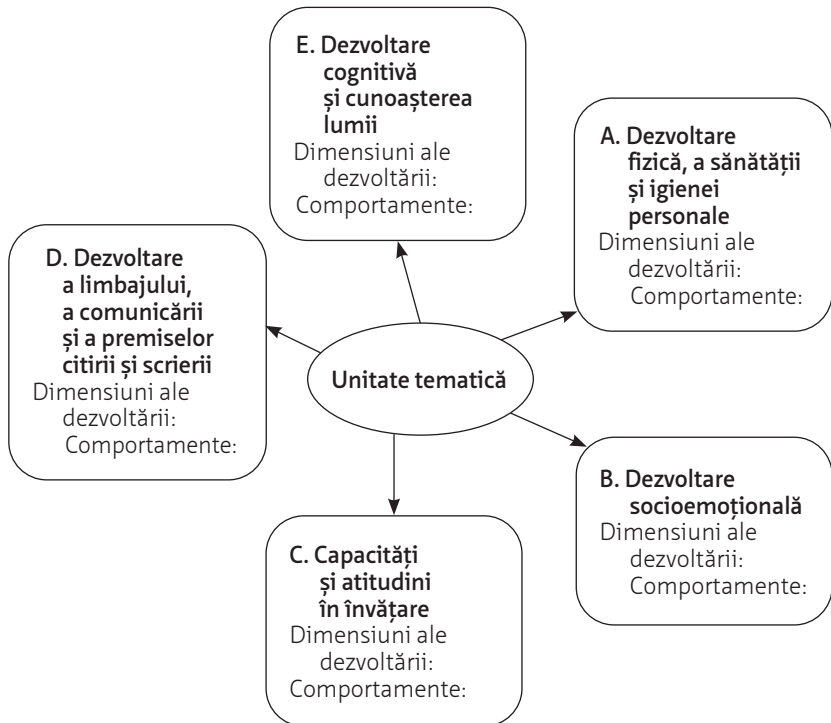 E. Dezvoltare
cognitivă
și cunoașterea
lumii
Dimensiuni ale
dezvoltării:
Comportamente:
A. Dezvoltare
fizică, a sănătății
și igienei
personale
Dimensiuni ale
dezvoltării:
Comportamente:
D. Dezvoltare
a limbajului,
a comunicării
și a premiselor
citirii și scrierii
Dimensiuni ale
dezvoltării:
Comportamente:
Unitate tematică
B. Dezvoltare
socioemoțională
Dimensiuni ale
dezvoltării:
Comportamente:
C. Capacități
și atitudini
în învățare
Dimensiuni ale
dezvoltării:
Comportamente: